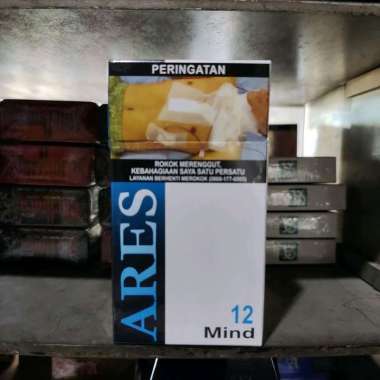 PERINGATAN
ROKOK MERENGGUT,
KEBAHAGIAAN SAYA SATU PERSATU
LAYANAN BERHENTI MEROKOK (0800-177-6565)
ARES
12
Mind